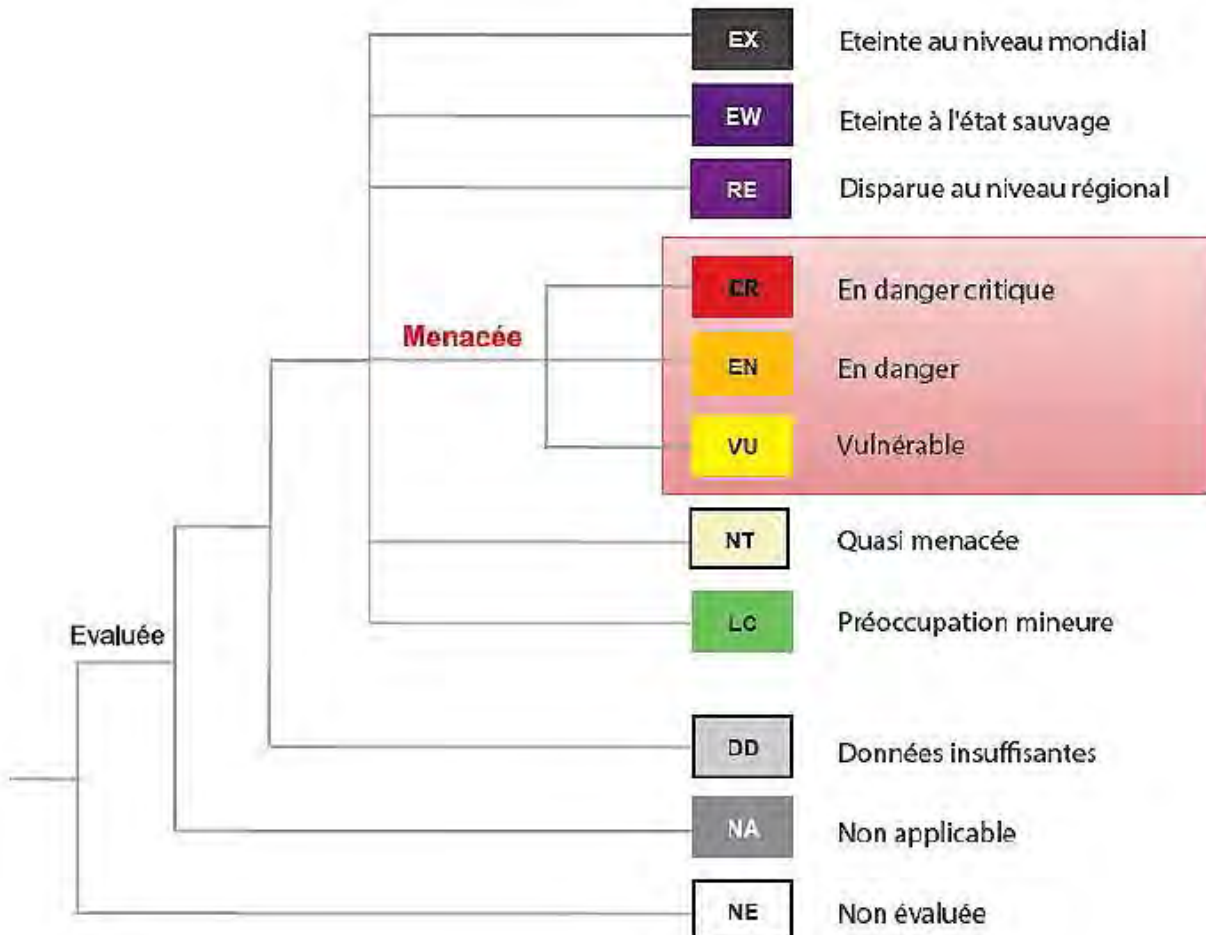 EX Eteinte au niveau mondial
EW Eteinte à l'état sauvage
RE Disparue au niveau régional
CR En danger critique
Menacée
EN En danger
VU Vulnérable
NT Quasi menacée
LC Préoccupation mineure
Evaluée
DD Données insuffisantes
NA Non applicable
NE Non évaluée